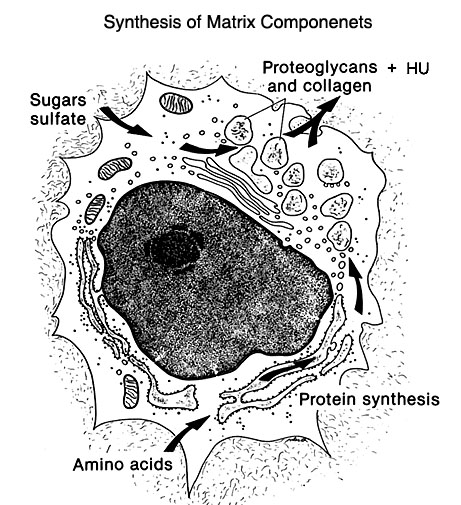 Synthesis of Matrix Componenets
Proteoglycans + HU
and collagen
Sugars
sulfate
Protein synthesis
Amino acids